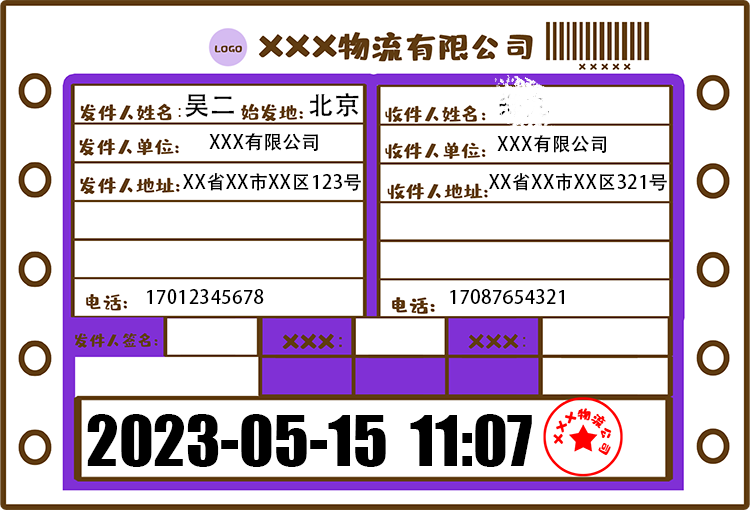 LOGO XXX物流有限公司
XXXXX
发件人姓名:吴二 始发地:北京
发件人单位: XXX有限公司
发件人地址:XX省XX市XX区123号
电话: 17012345678
收件人姓名:
收件人单位: XXX有限公司
收件人地址:XX省XX市XX区321号
电话: 17087654321
发件人签名: XXX: XXX:
2023-05-15 11:07
XXX物流公司